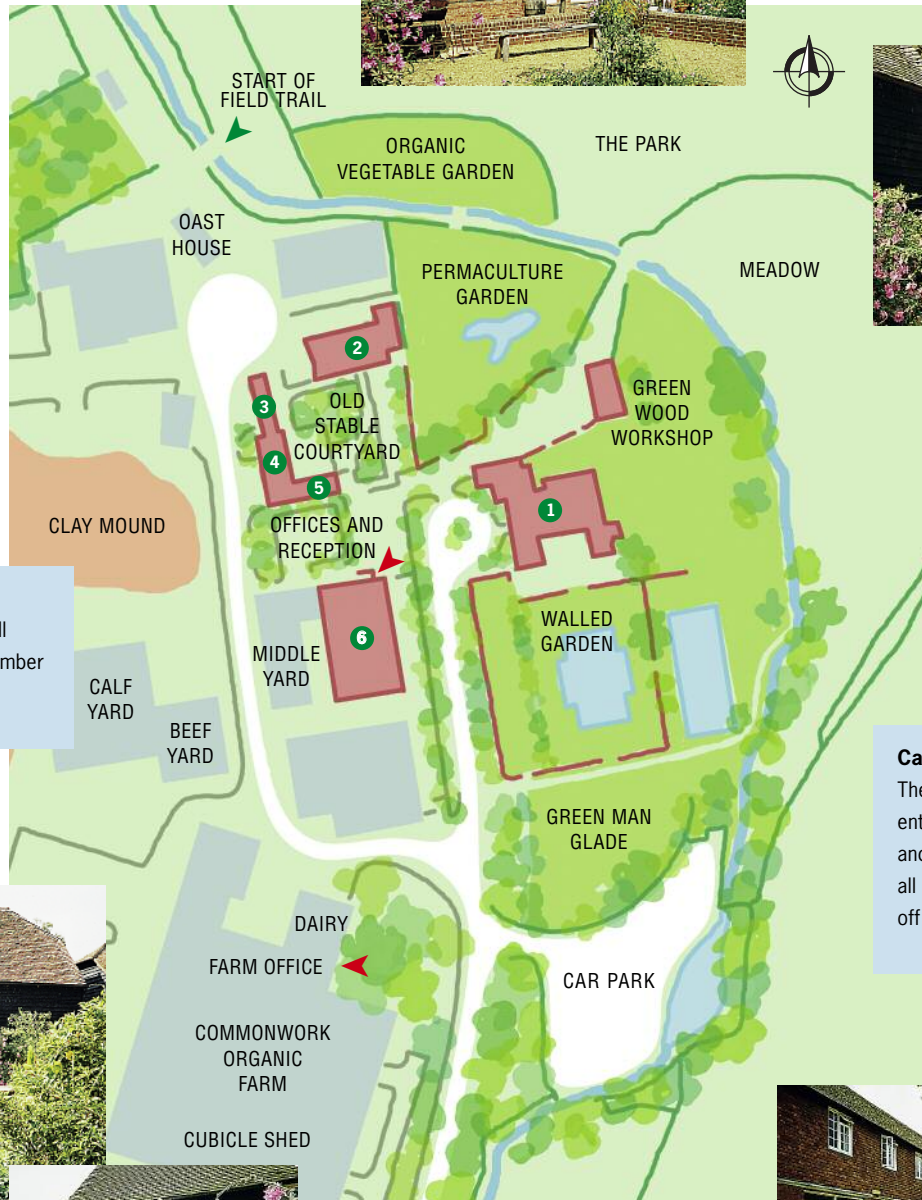 START OF
FIELD TRAIL
ORGANIC
VEGETABLE GARDEN
THE PARK
OAST
HOUSE
PERMACULTURE
GARDEN
MEADOW
2
3
OLD
STABLE
COURTYARD
GREEN
WOOD
WORKSHOP
4
5
1
CLAY MOUND
OFFICES AND
RECEPTION
WALLED
GARDEN
6
MIDDLE
YARD
CALF
YARD
BEEF
YARD
GREEN MAN
GLADE
DAIRY
FARM OFFICE
CAR PARK
COMMONWORK
ORGANIC
FARM
CUBICLE SHED